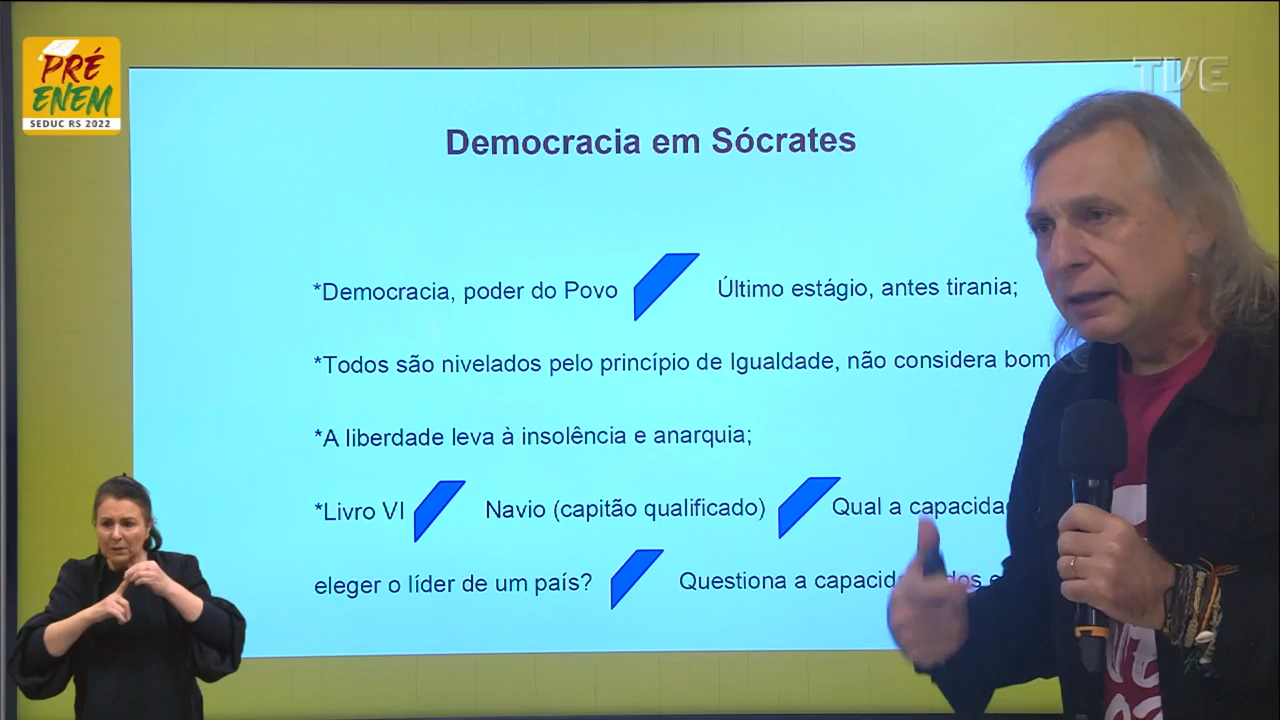 PRÉ
ENEM
SEDUC RS 2022
TVE
Democracia em Sócrates
*Democracia, poder do Povo Último estágio, antes tirania;
*Todos são nivelados pelo princípio de Igualdade, não considera bom
*A liberdade leva à insolência e anarquia;
*Livro VI Navio (capitão qualificado) Qual a
eleger o líder de um país? Questiona a